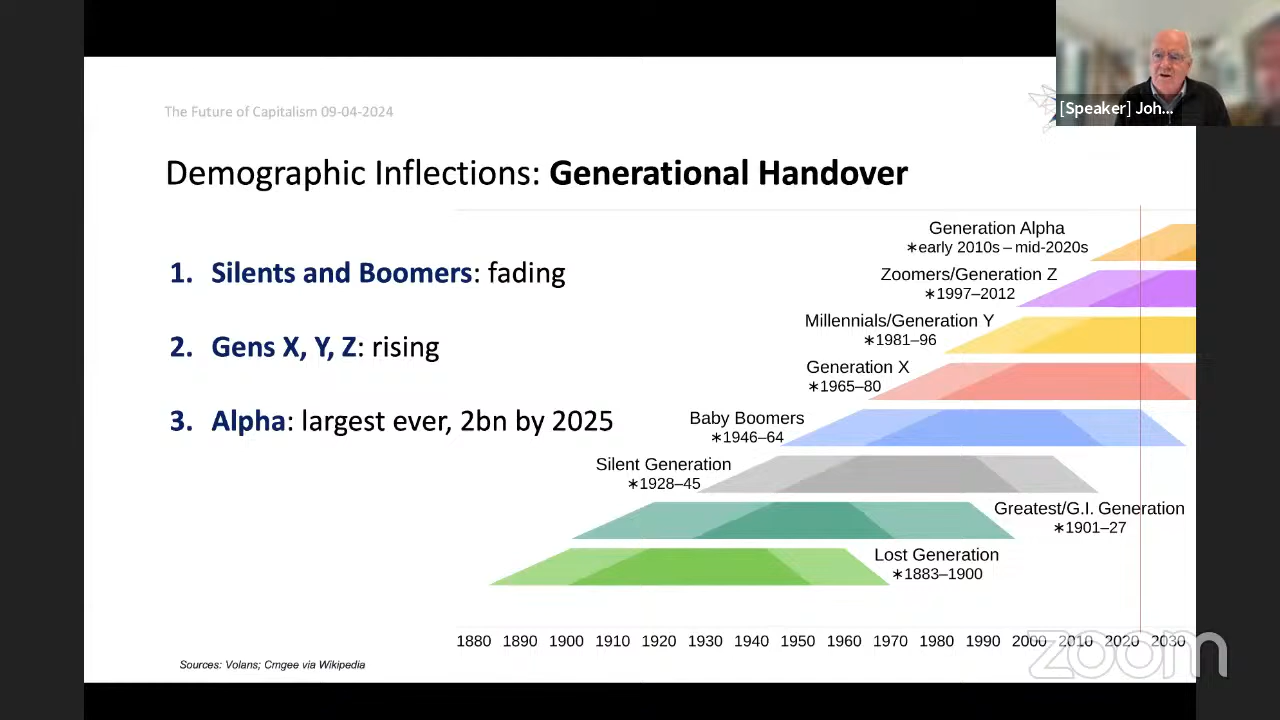 [Speaker] Joh...
The Future of Capitalism 09-04-2024
Demographic Inflections: Generational Handover
1. Silents and Boomers: fading
2. Gens X, Y, Z: rising
3. Alpha: largest ever, 2bn by 2025
Generation Alpha
∗early 2010s – mid-2020s
Zoomers/Generation Z
∗1997–2012
Millennials/Generation Y
∗1981–96
Generation X
∗1965–80
Baby Boomers
∗1946–64
Silent Generation
∗1928–45
Greatest/G.I. Generation
∗1901–27
Lost Generation
∗1883–1900
1880 1890 1900 1910 1920 1930 1940 1950 1960 1970 1980 1990 2000 2010 2020 2030
Sources: Volans; Cmgee via Wikipedia
zoom